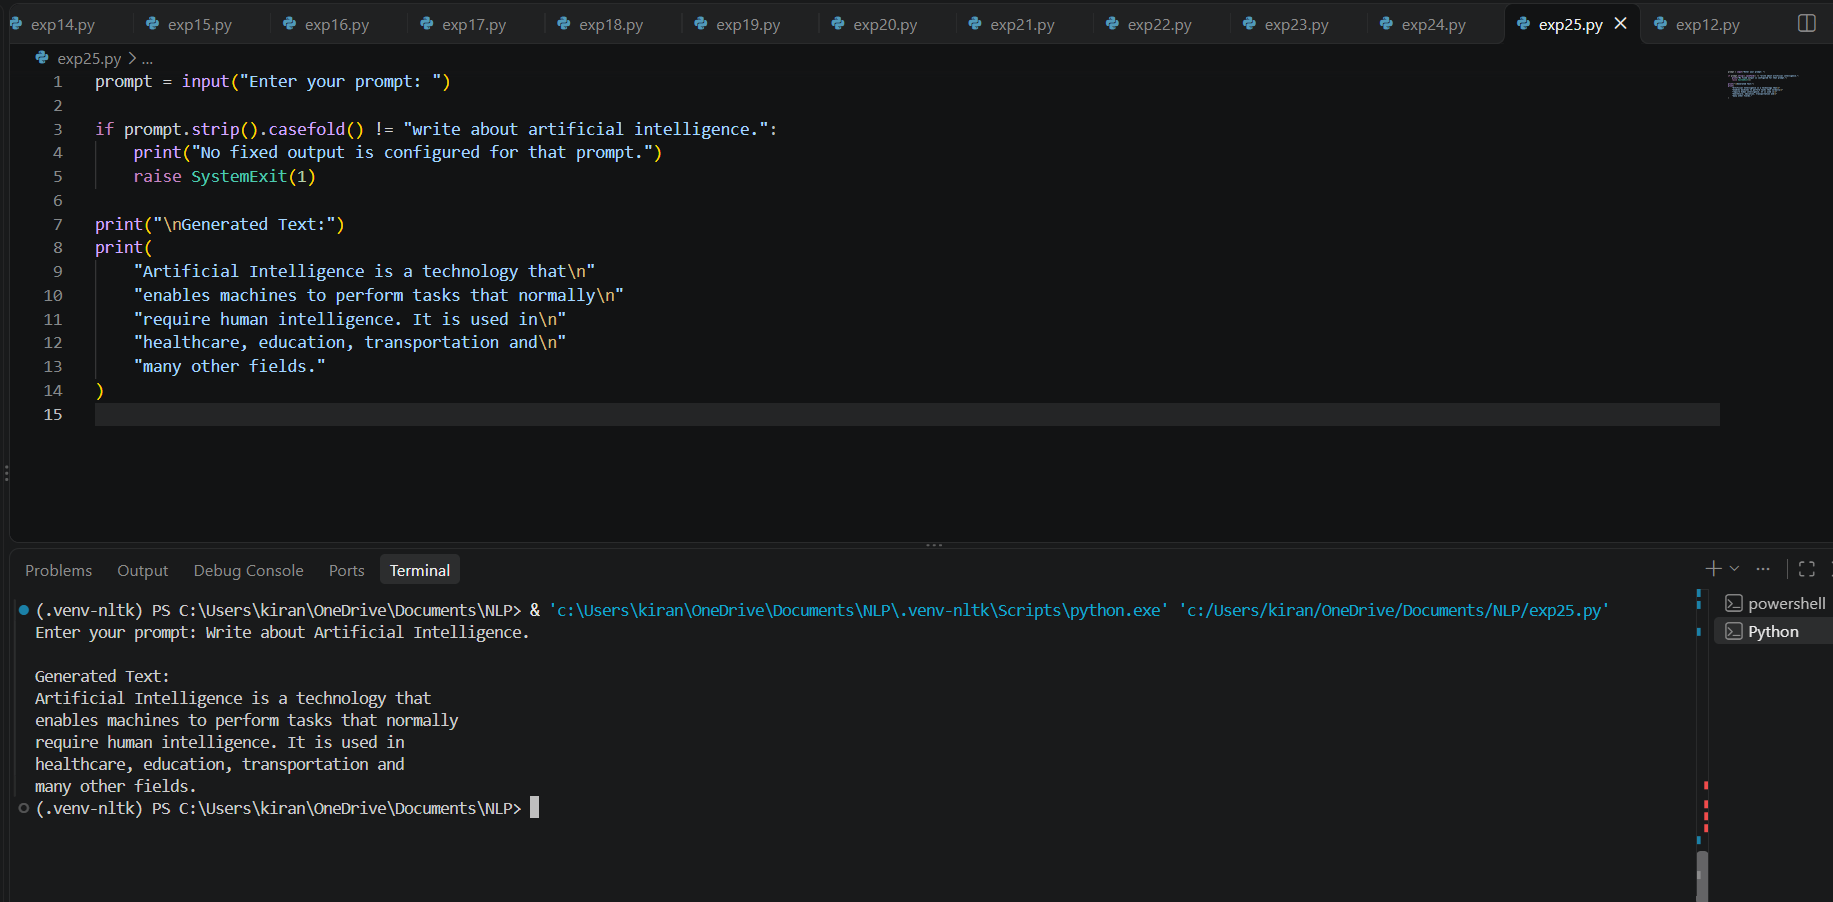 exp14.py exp15.py exp16.py exp17.py exp18.py exp19.py exp20.py exp21.py exp22.py exp23.py exp24.py exp25.py exp12.py
exp25.py > ...
1 prompt = input("Enter your prompt: ")
2
3 if prompt.strip().casefold() != "write about artificial intelligence.":
4     print("No fixed output is configured for that prompt.")
5     raise SystemExit(1)
6
7 print("\nGenerated Text:")
8 print(
9     "Artificial Intelligence is a technology that\n"
10     "enables machines to perform tasks that normally\n"
11     "require human intelligence. It is used in\n"
12     "healthcare, education, transportation and\n"
13     "many other fields."
14 )
15
Problems Output Debug Console Ports Terminal
(.venv-nltk) PS C:\Users\kiran\OneDrive\Documents\NLP> & 'c:\Users\kiran\OneDrive\Documents\NLP\.venv-nltk\Scripts\python.exe' 'c:/Users/kiran/OneDrive/Documents/NLP/exp25.py'
Enter your prompt: Write about Artificial Intelligence.

Generated Text:
Artificial Intelligence is a technology that
enables machines to perform tasks that normally
require human intelligence. It is used in
healthcare, education, transportation and
many other fields.
(.venv-nltk) PS C:\Users\kiran\OneDrive\Documents\NLP>
powershell
Python